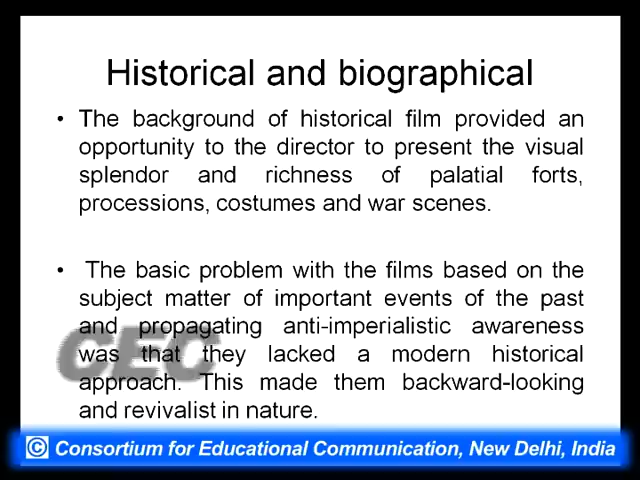 Historical and biographical
• The background of historical film provided an
opportunity to the director to present the visual
splendor and richness of palatial forts,
processions, costumes and war scenes.
• The basic problem with the films based on the
subject matter of important events of the past
and propagating anti-imperialistic awareness
was that they lacked a modern historical
approach. This made them backward-looking
and revivalist in nature.
CEC
© Consortium for Educational Communication, New Delhi, India